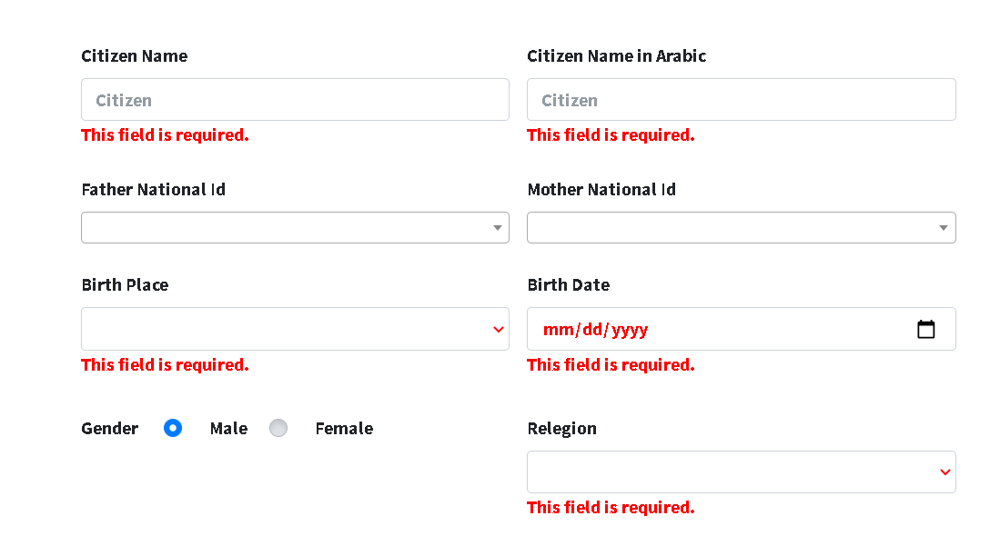 Citizen Name
Citizen Name in Arabic
Citizen
Citizen
This field is required.
This field is required.
Father National Id
Mother National Id
Birth Place
Birth Date
mm/dd/yyyy
This field is required.
This field is required.
Gender Male Female
Relegion
This field is required.